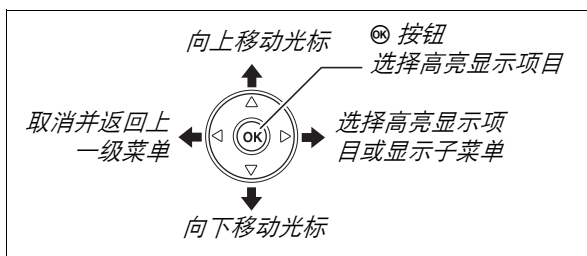 向上移动光标
OK 按钮
选择高亮显示项目
取消并返回上
一级菜单
OK
选择高亮显示项
目或显示子菜单
向下移动光标